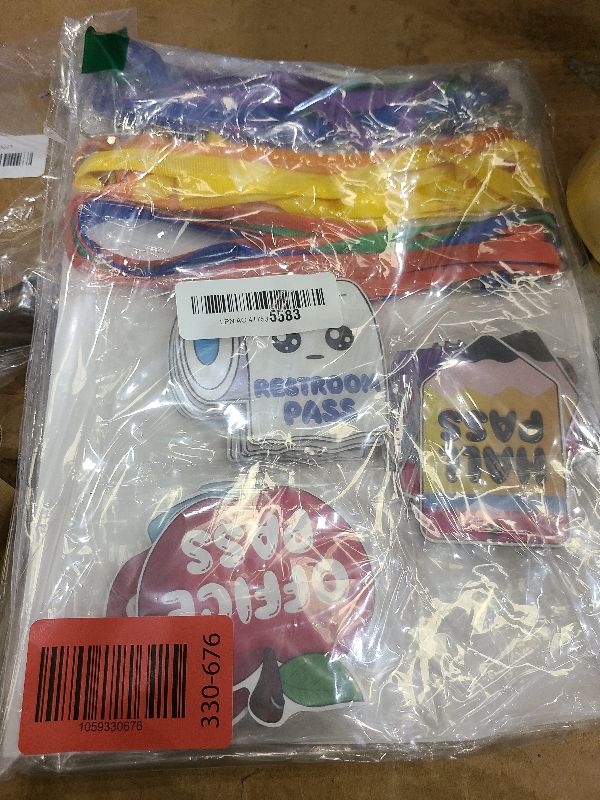 5583
RESTROOM
PASS
HALL
PASS
OFFICE
PASS
1059330676
330-676